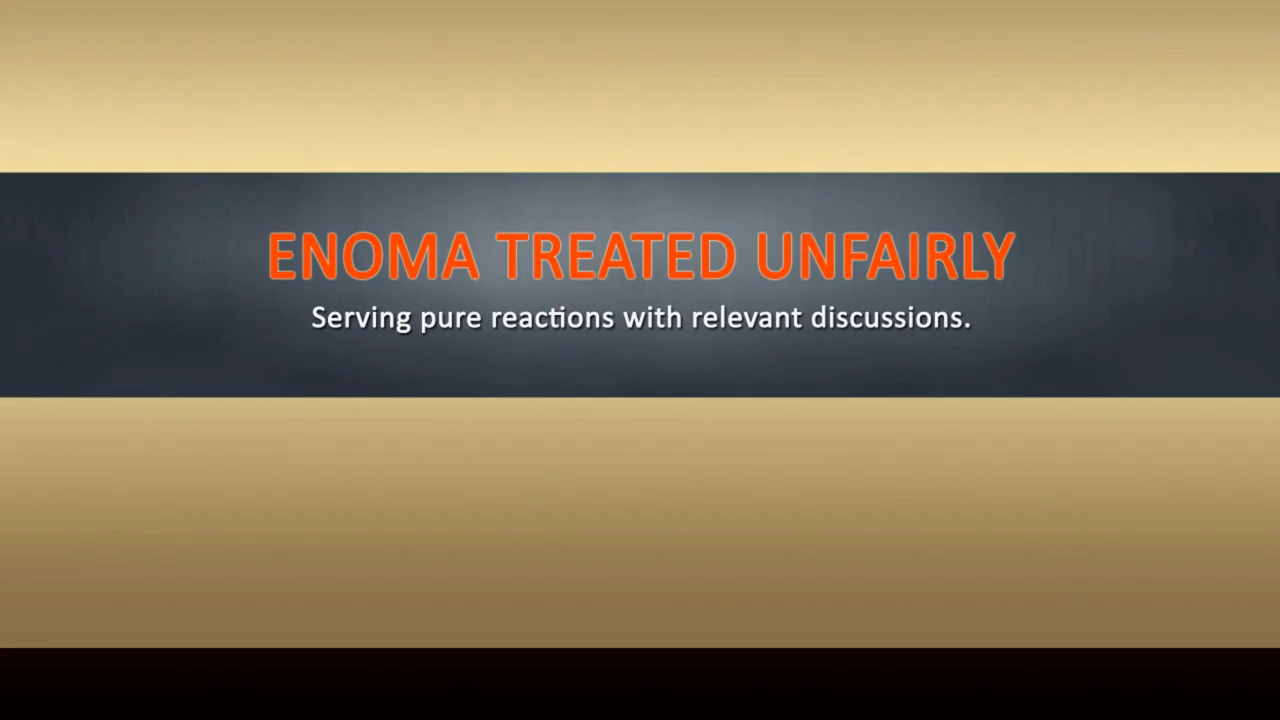 ENOMA TREATED UNFAIRLY
Serving pure reactions with relevant discussions.